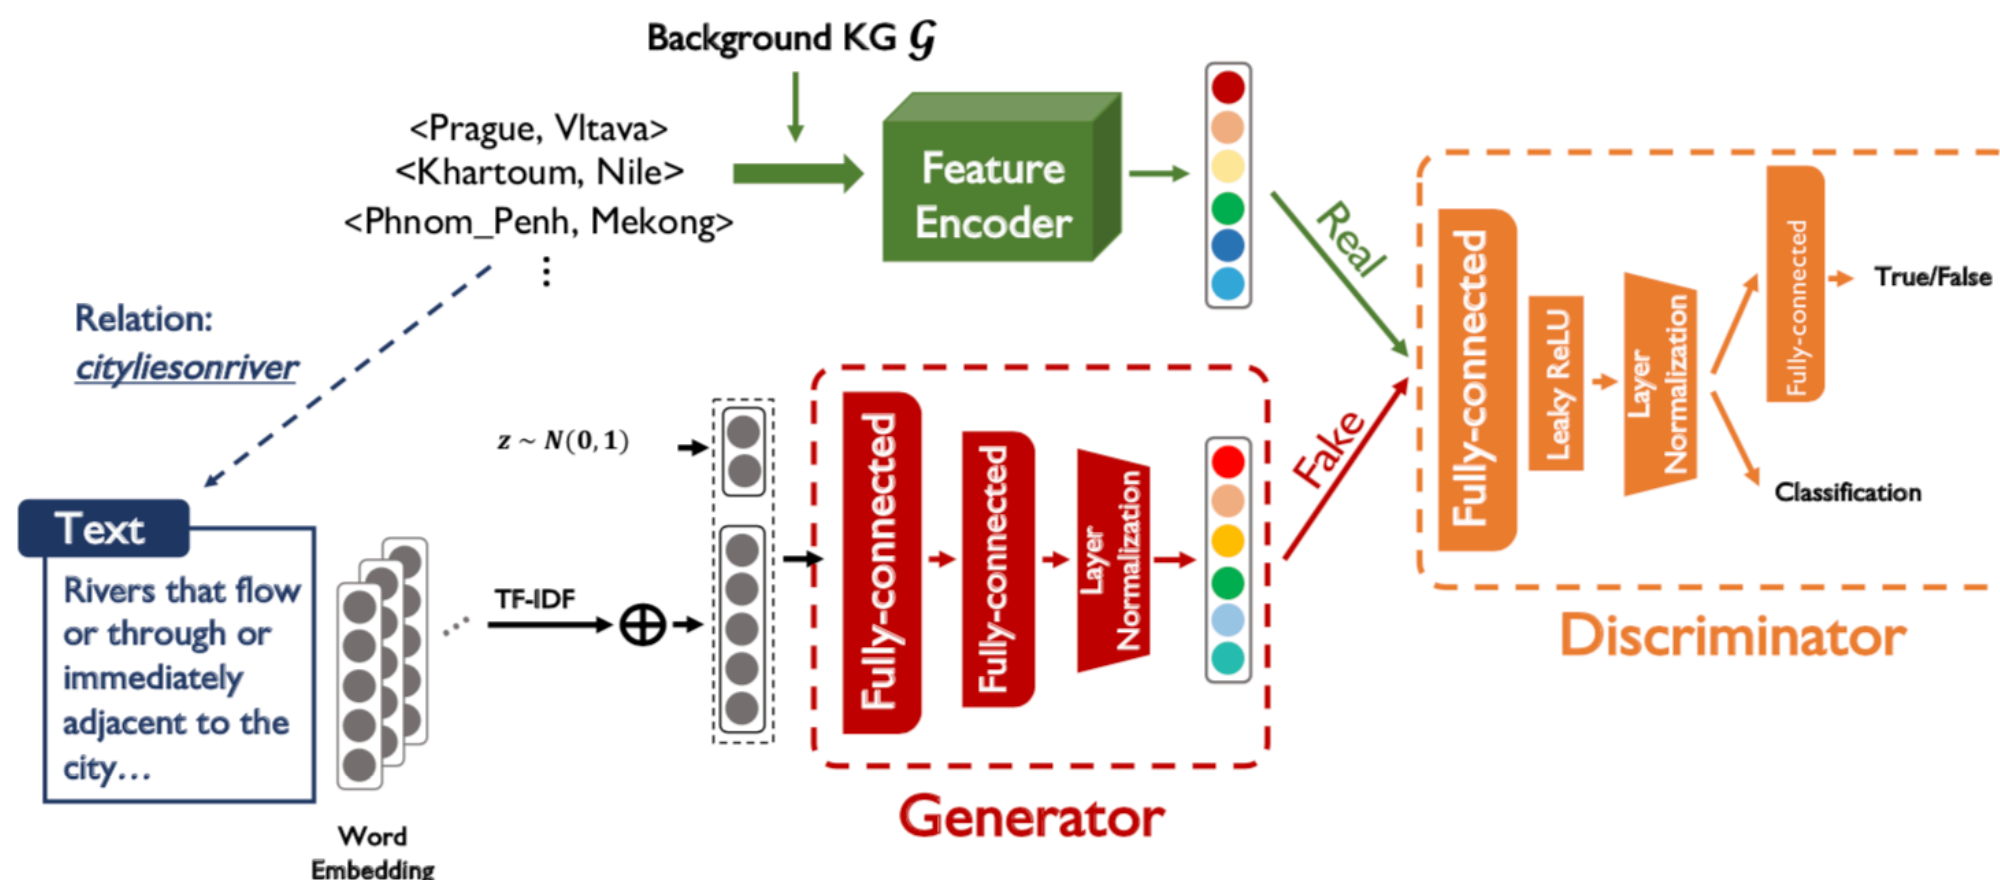 Background KG 𝒢
<Prague, Vltava>
<Khartoum, Nile>
<Phnom_Penh, Mekong>
⋮
Feature
Encoder
Real
Relation:
cityliesonriver
Text
Rivers that flow
or through or
immediately
adjacent to the
city...
Word
Embedding
z ~ N(0, 1)
TF-IDF
Fully-connected
Fully-connected
Layer
Normalization
Generator
Fake
Fully-connected
Leaky ReLU
Layer
Normalization
Fully-connected
True/False
Classification
Discriminator